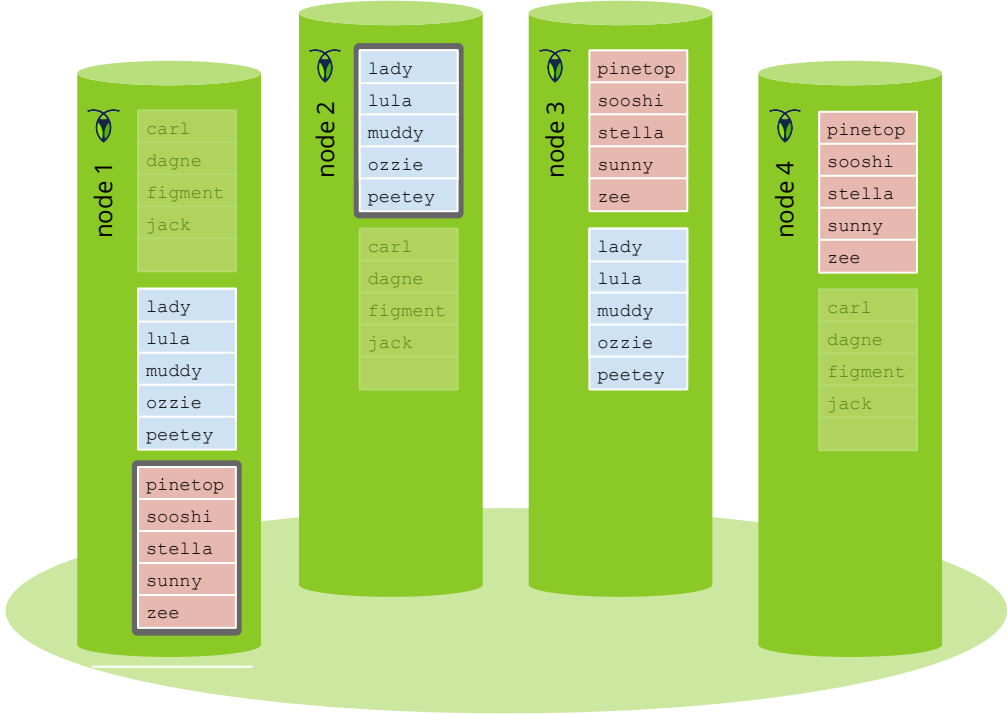 node 1
carl
dagne
figment
jack
lady
lula
muddy
ozzie
peetey
pinetop
sooshi
stella
sunny
zee
node 2
lady
lula
muddy
ozzie
peetey
carl
dagne
figment
jack
node 3
pinetop
sooshi
stella
sunny
zee
lady
lula
muddy
ozzie
peetey
node 4
pinetop
sooshi
stella
sunny
zee
carl
dagne
figment
jack